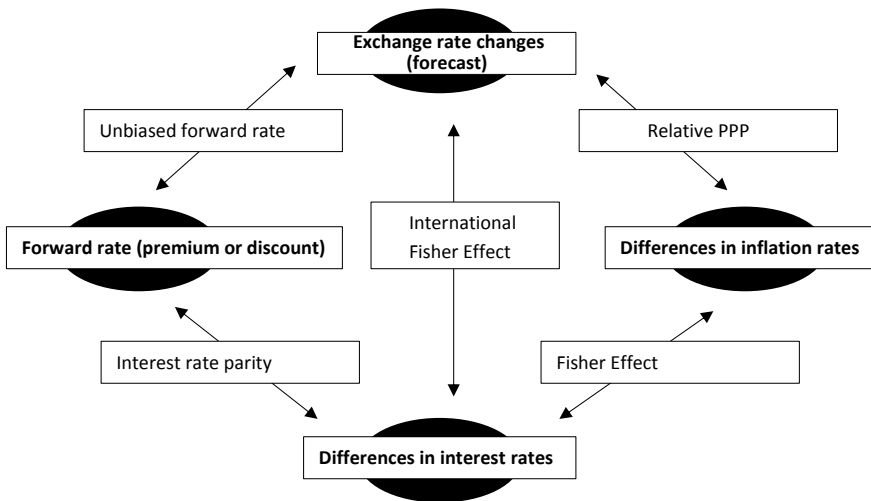 Exchange rate changes
(forecast)
Unbiased forward rate
Relative PPP
International
Fisher Effect
Forward rate (premium or discount)
Differences in inflation rates
Interest rate parity
Fisher Effect
Differences in interest rates